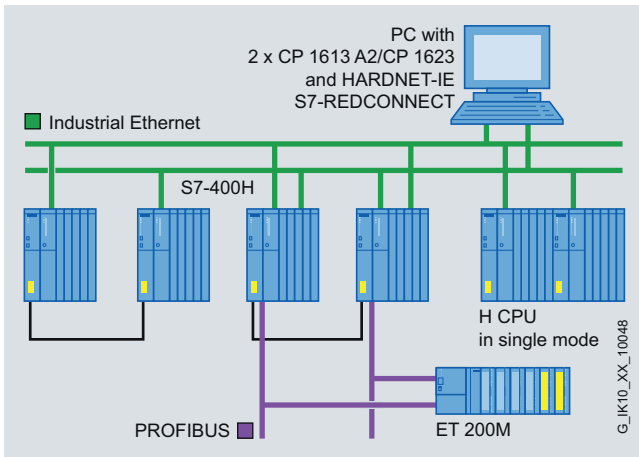 PC with
2 x CP 1613 A2/CP 1623
and HARDNET-IE
S7-REDCONNECT
Industrial Ethernet
S7-400H
H CPU
in single mode
PROFIBUS
ET 200M
G_IK10_XX_10048